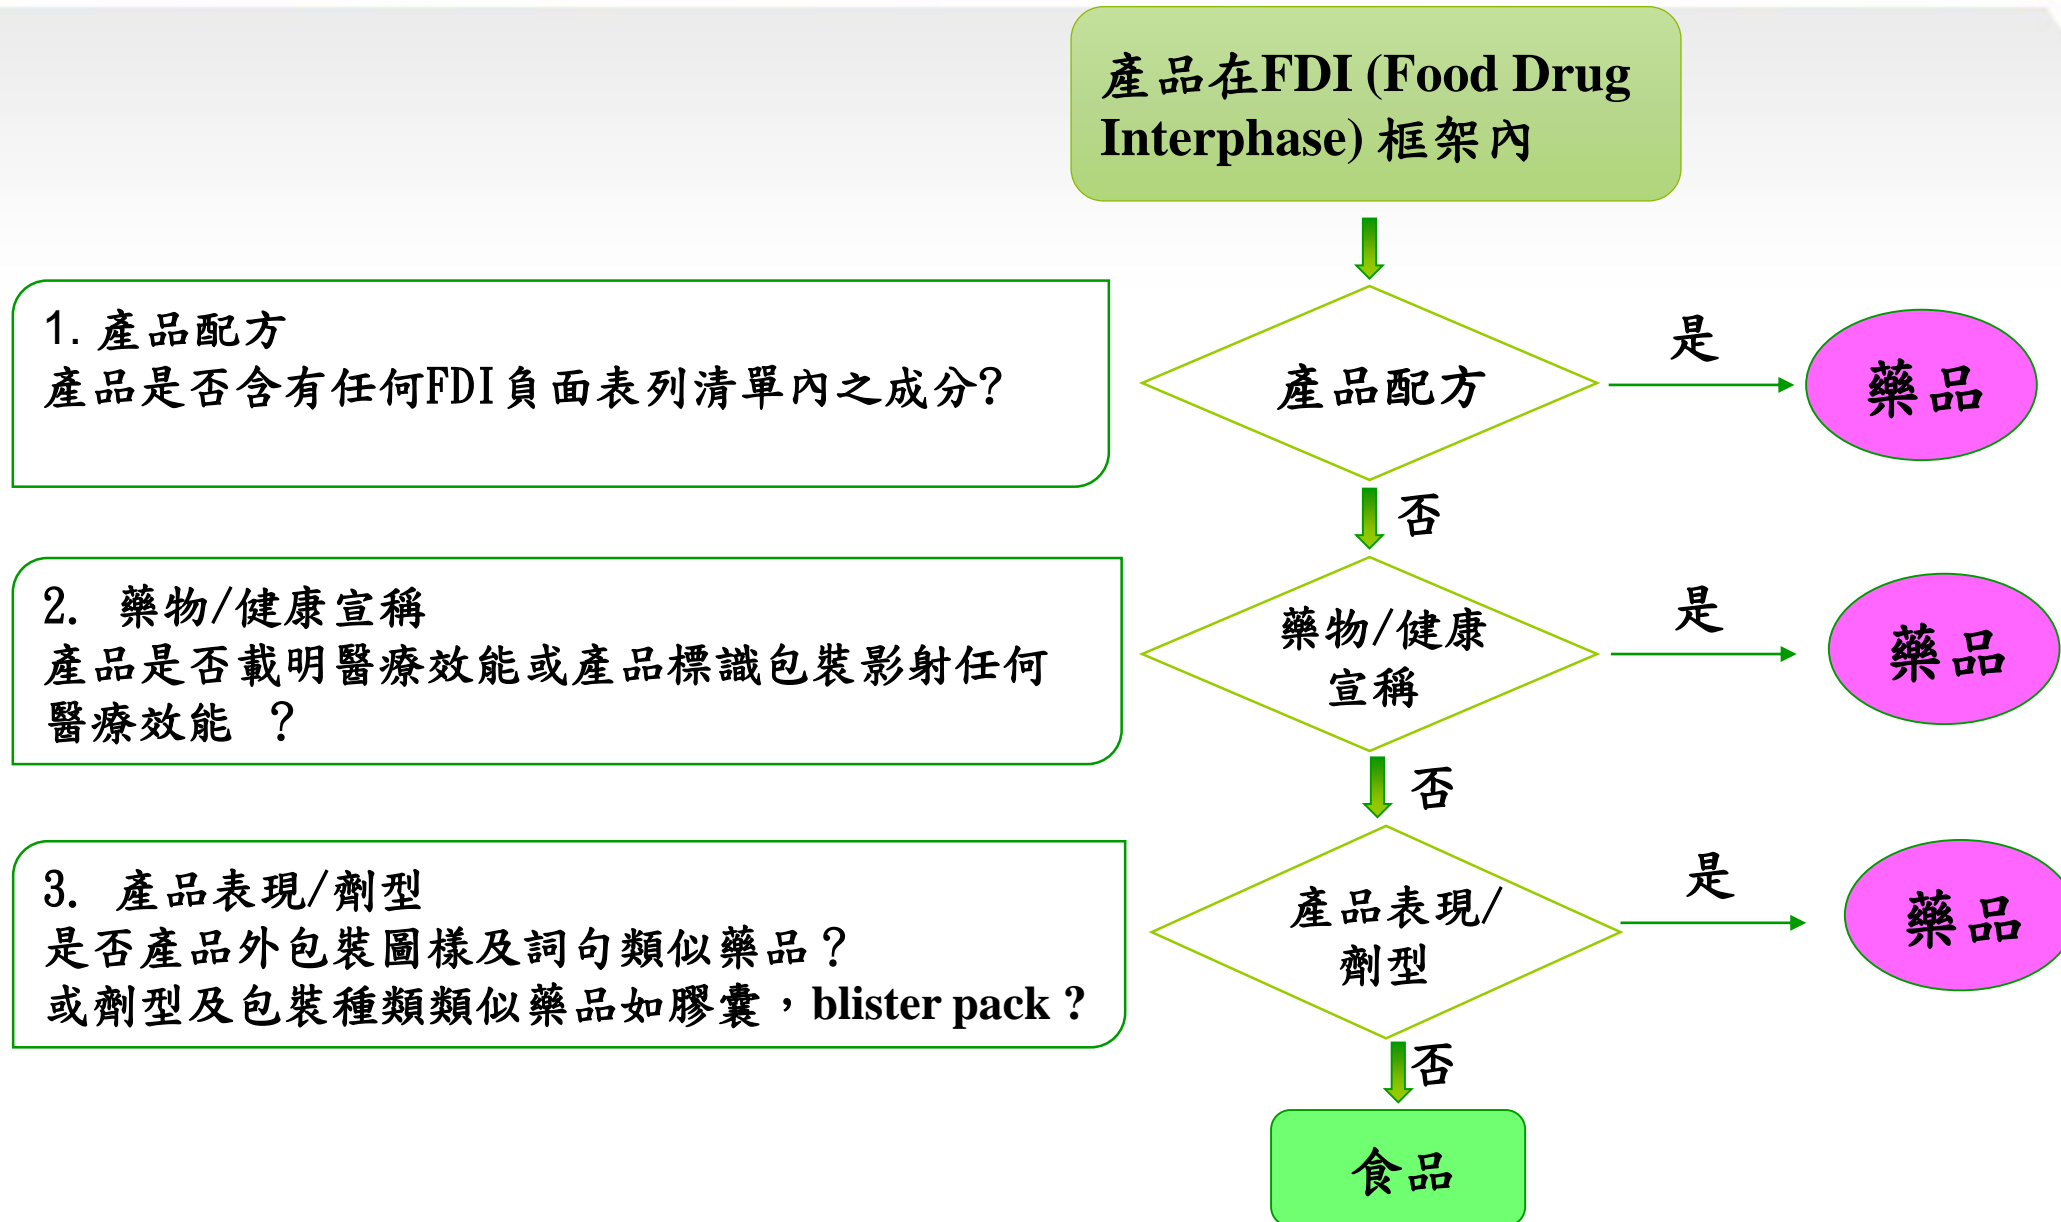 產品在FDI (Food Drug
Interphase) 框架內
1. 產品配方
產品是否含有任何FDI負面表列清單內之成分?
產品配方
是
藥品
否
2. 藥物/健康宣稱
產品是否載明醫療效能或產品標識包裝影射任何
醫療效能 ?
藥物/健康
宣稱
是
藥品
否
3. 產品表現/劑型
是否產品外包裝圖樣及詞句類似藥品?
或劑型及包裝種類類似藥品如膠囊，blister pack ?
產品表現/
劑型
是
藥品
否
食品